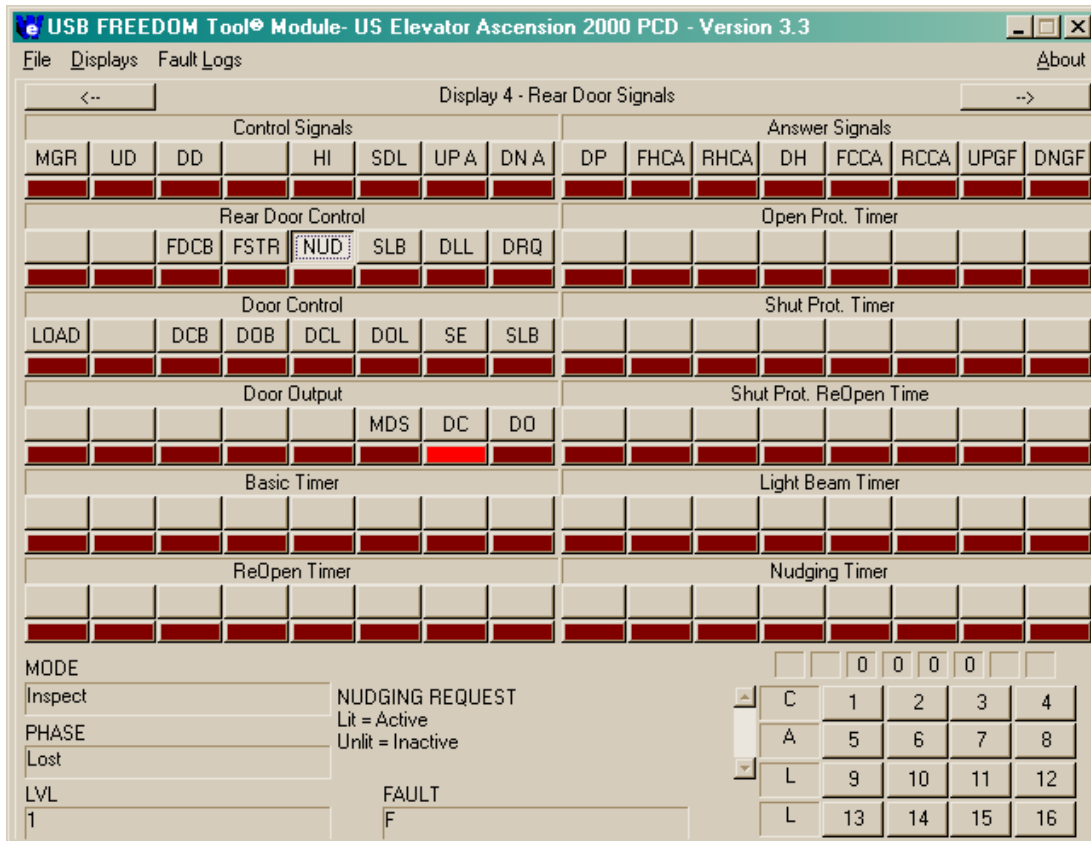 USB FREEDOM Tool® Module- US Elevator Ascension 2000 PCD - Version 3.3
File Displays Fault Logs About
<-- Display 4 - Rear Door Signals -->
Control Signals Answer Signals
MGR UD DD HI SDL UP A DN A DP FHCA RHCA DH FCCA RCCA UPGF DNGF
Rear Door Control Open Prot. Timer
FDCB FSTR NUD SLB DLL DRQ
Door Control Shut Prot. Timer
LOAD DCB DOB DCL DOL SE SLB
Door Output Shut Prot. ReOpen Time
MDS DC DO
Basic Timer Light Beam Timer
ReOpen Timer Nudging Timer
MODE 0 0 0 0
Inspect NUDGING REQUEST C 1 2 3 4
Lit = Active
PHASE Unlit = Inactive A 5 6 7 8
Lost L 9 10 11 12
LVL FAULT
1 F L 13 14 15 16